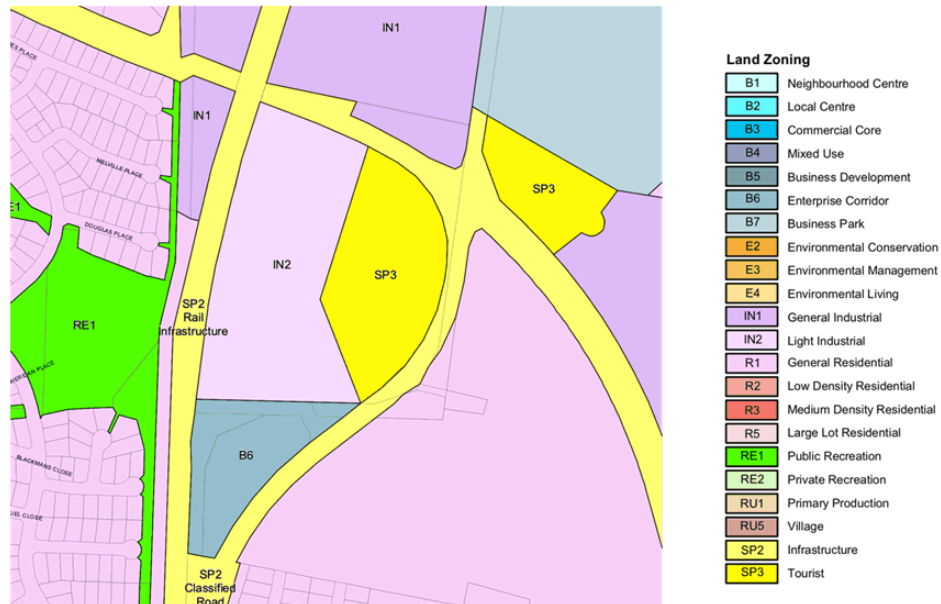 IN1
PLACE
IN1
MELVILLE PLACE
E1
DOUGLAS PLACE
SP3
IN2
SP3
RE1
SP2
Rail
Infrastructure
PLACE
B6
BLACKMANS CLOSE
CLOSE
SP2
Classified
Road
Land Zoning
B1 Neighbourhood Centre
B2 Local Centre
B3 Commercial Core
B4 Mixed Use
B5 Business Development
B6 Enterprise Corridor
B7 Business Park
E2 Environmental Conservation
E3 Environmental Management
E4 Environmental Living
IN1 General Industrial
IN2 Light Industrial
R1 General Residential
R2 Low Density Residential
R3 Medium Density Residential
R5 Large Lot Residential
RE1 Public Recreation
RE2 Private Recreation
RU1 Primary Production
RU5 Village
SP2 Infrastructure
SP3 Tourist